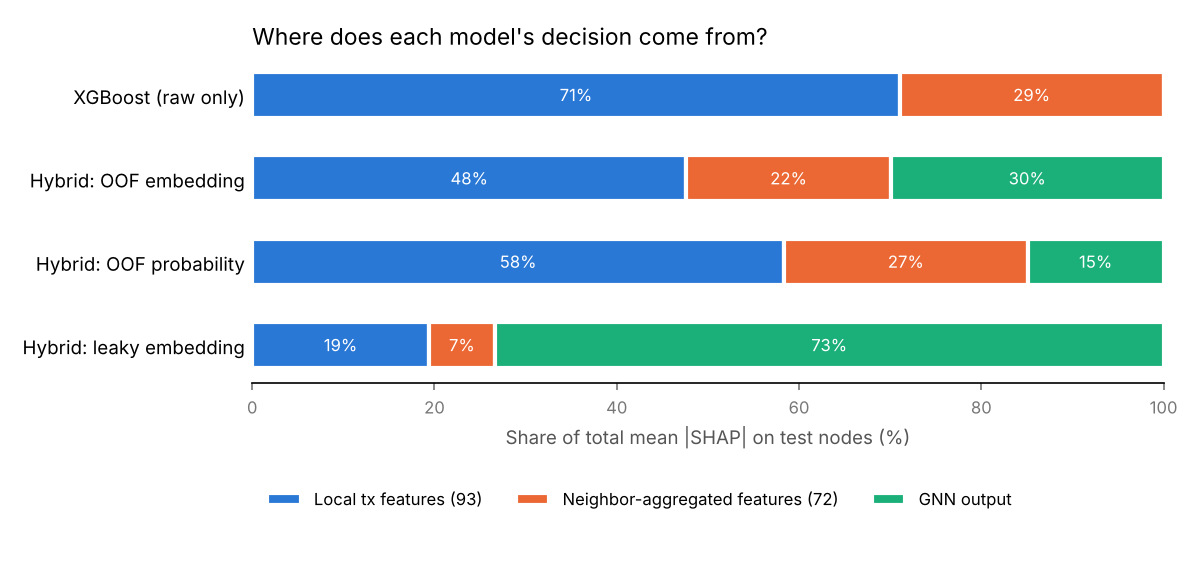 Where does each model's decision come from?
XGBoost (raw only) 71% 29%
Hybrid: OOF embedding 48% 22% 30%
Hybrid: OOF probability 58% 27% 15%
Hybrid: leaky embedding 19% 7% 73%
0 20 40 60 80 100
Share of total mean |SHAP| on test nodes (%)
Local tx features (93) Neighbor-aggregated features (72) GNN output